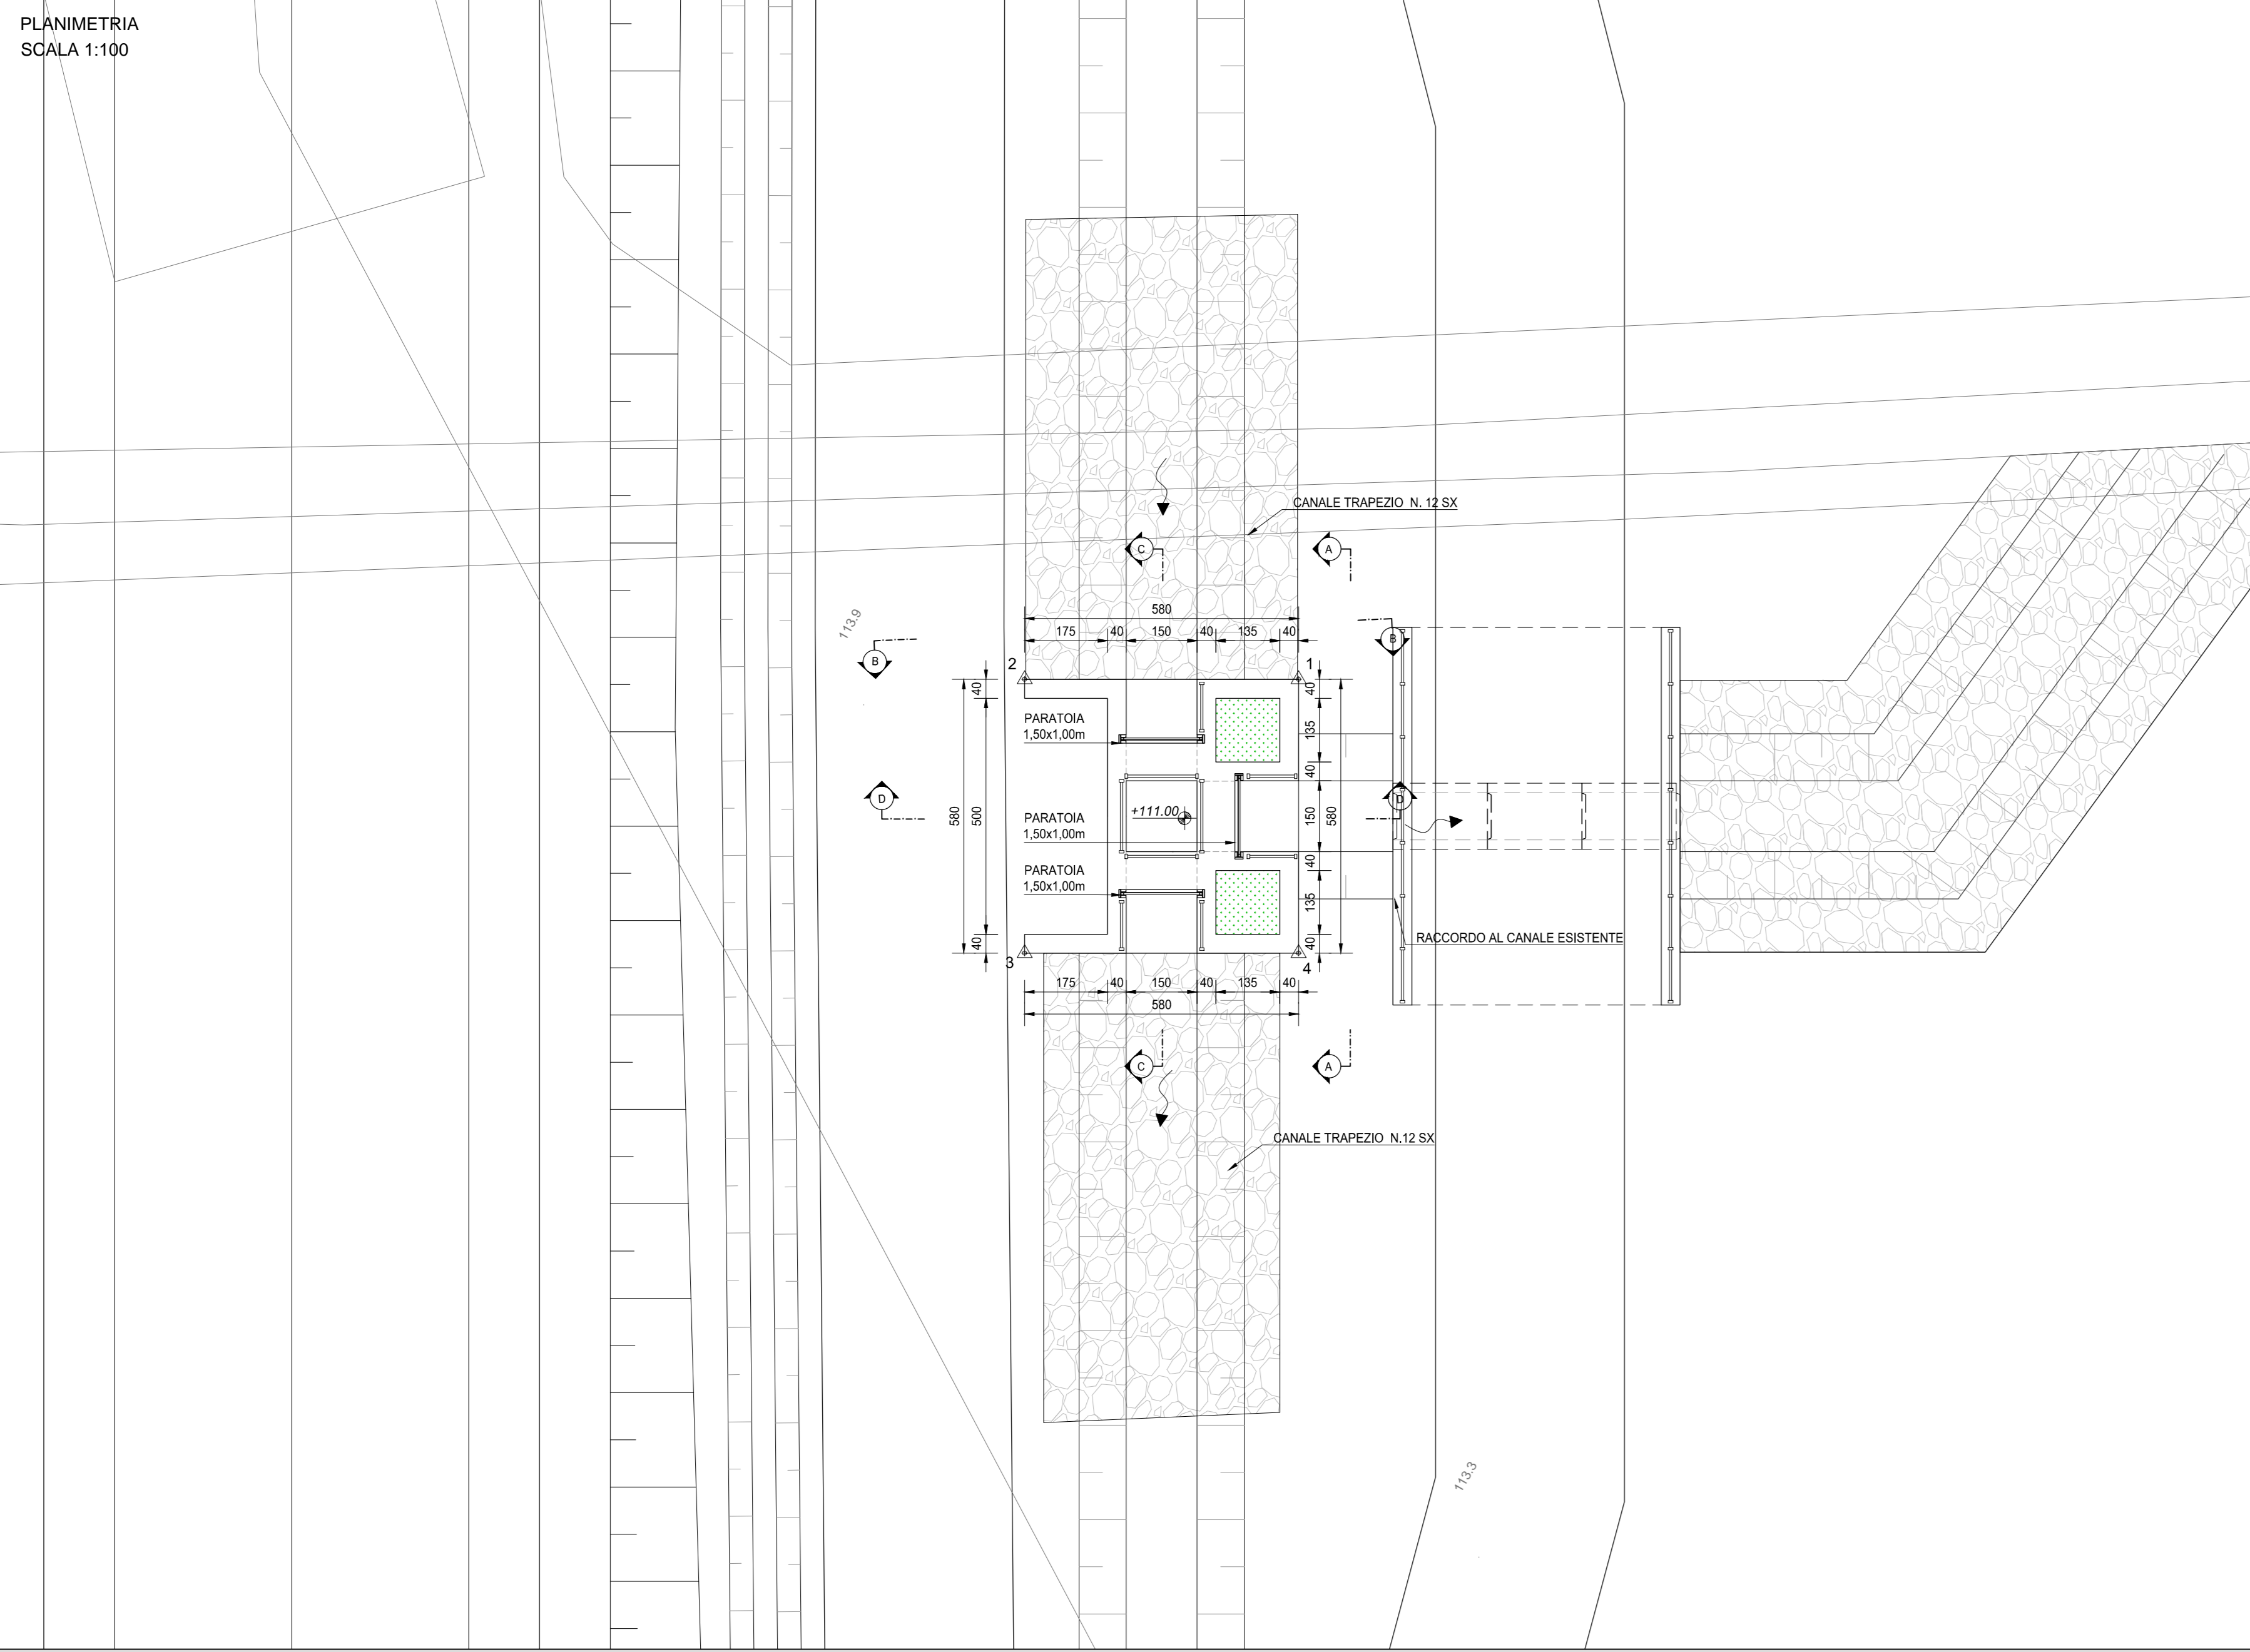 PLANIMETRIA
SCALA 1:100
CANALE TRAPEZIO N. 12 SX
C
A
580
113.9
175 40 150 40 135 40
B
B
2
1
40
40
580
500
580
PARATOIA
1,50x1,00m
135
40
D
D
+111.00
150
PARATOIA
1,50x1,00m
40
PARATOIA
1,50x1,00m
135
RACCORDO AL CANALE ESISTENTE
40
40
3
4
175 40 150 40 135 40
580
C
A
CANALE TRAPEZIO N.12 SX
113.3